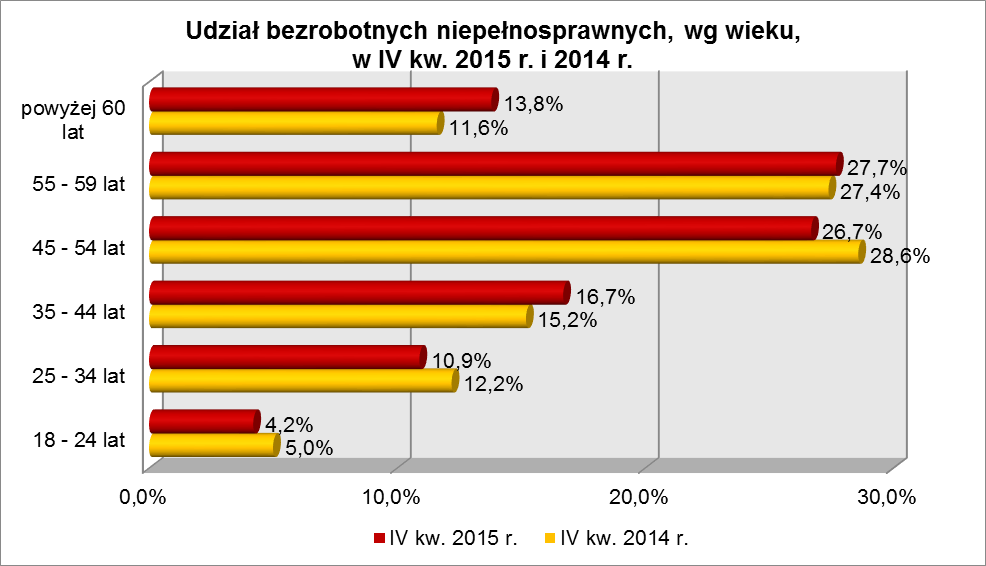 Udział bezrobotnych niepełnosprawnych, wg wieku,
w IV kw. 2015 r. i 2014 r.
powyżej 60
lat
13,8%
11,6%
55 - 59 lat
27,7%
27,4%
45 - 54 lat
26,7%
28,6%
35 - 44 lat
16,7%
15,2%
25 - 34 lat
10,9%
12,2%
18 - 24 lat
4,2%
5,0%
0,0% 10,0% 20,0% 30,0%
IV kw. 2015 r. IV kw. 2014 r.